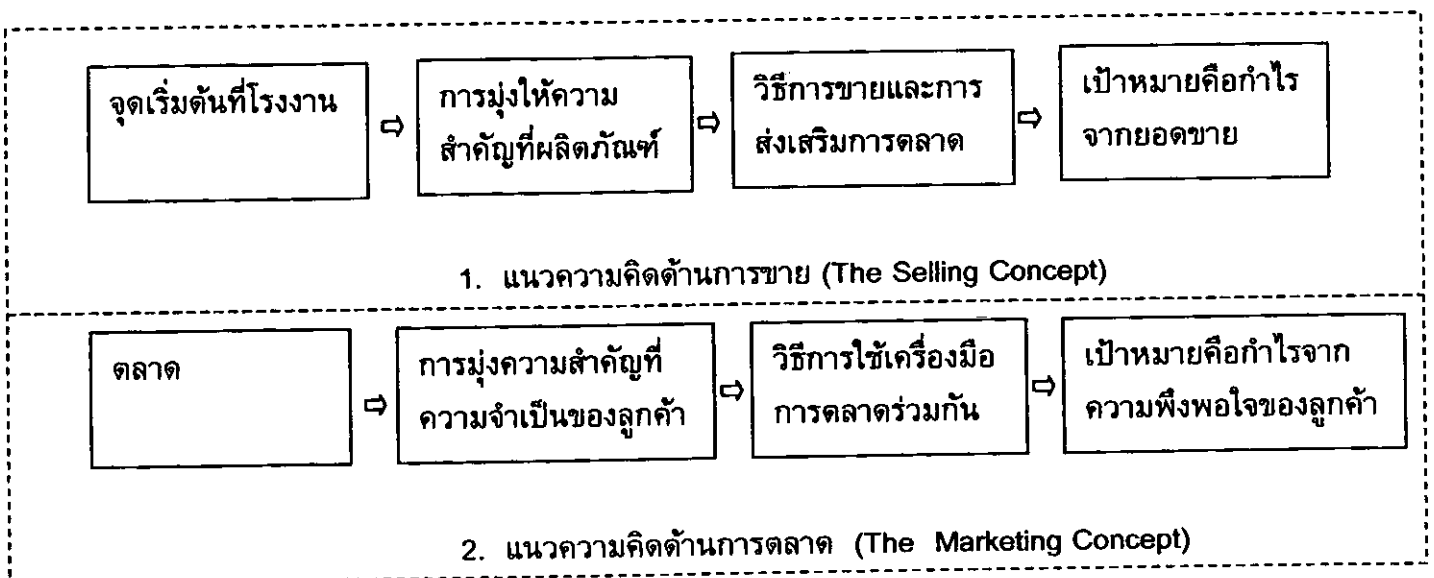 จุดเริ่มต้นที่โรงงาน
การมุ่งให้ความ
สำคัญที่ผลิตภัณฑ์
วิธีการขายและการ
ส่งเสริมการตลาด
เป้าหมายคือกำไร
จากยอดขาย
1. แนวความคิดด้านการขาย (The Selling Concept)
ตลาด
การมุ่งความสำคัญที่
ความจำเป็นของลูกค้า
วิธีการใช้เครื่องมือ
การตลาดร่วมกัน
เป้าหมายคือกำไรจาก
ความพึงพอใจของลูกค้า
2. แนวความคิดด้านการตลาด (The Marketing Concept)